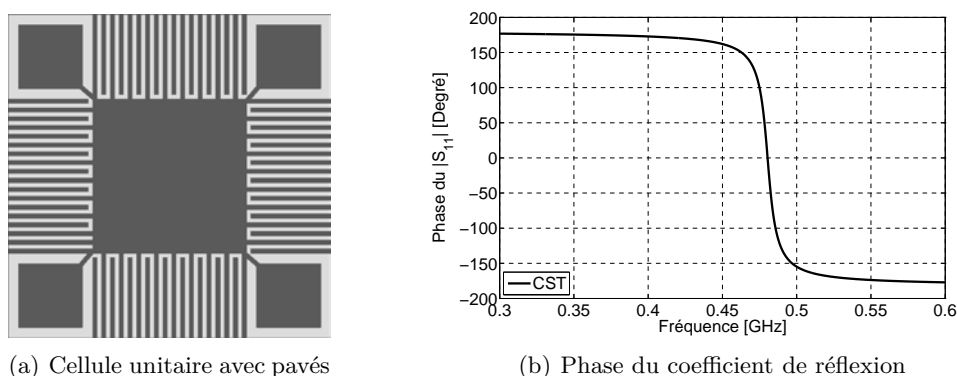 200
150
100
50
0
−50
−100
−150
−200
Phase du |S11| [Degré]
CST
0.3 0.35 0.4 0.45 0.5 0.55 0.6
Fréquence [GHz]
(a) Cellule unitaire avec pavés
(b) Phase du coefficient de réflexion